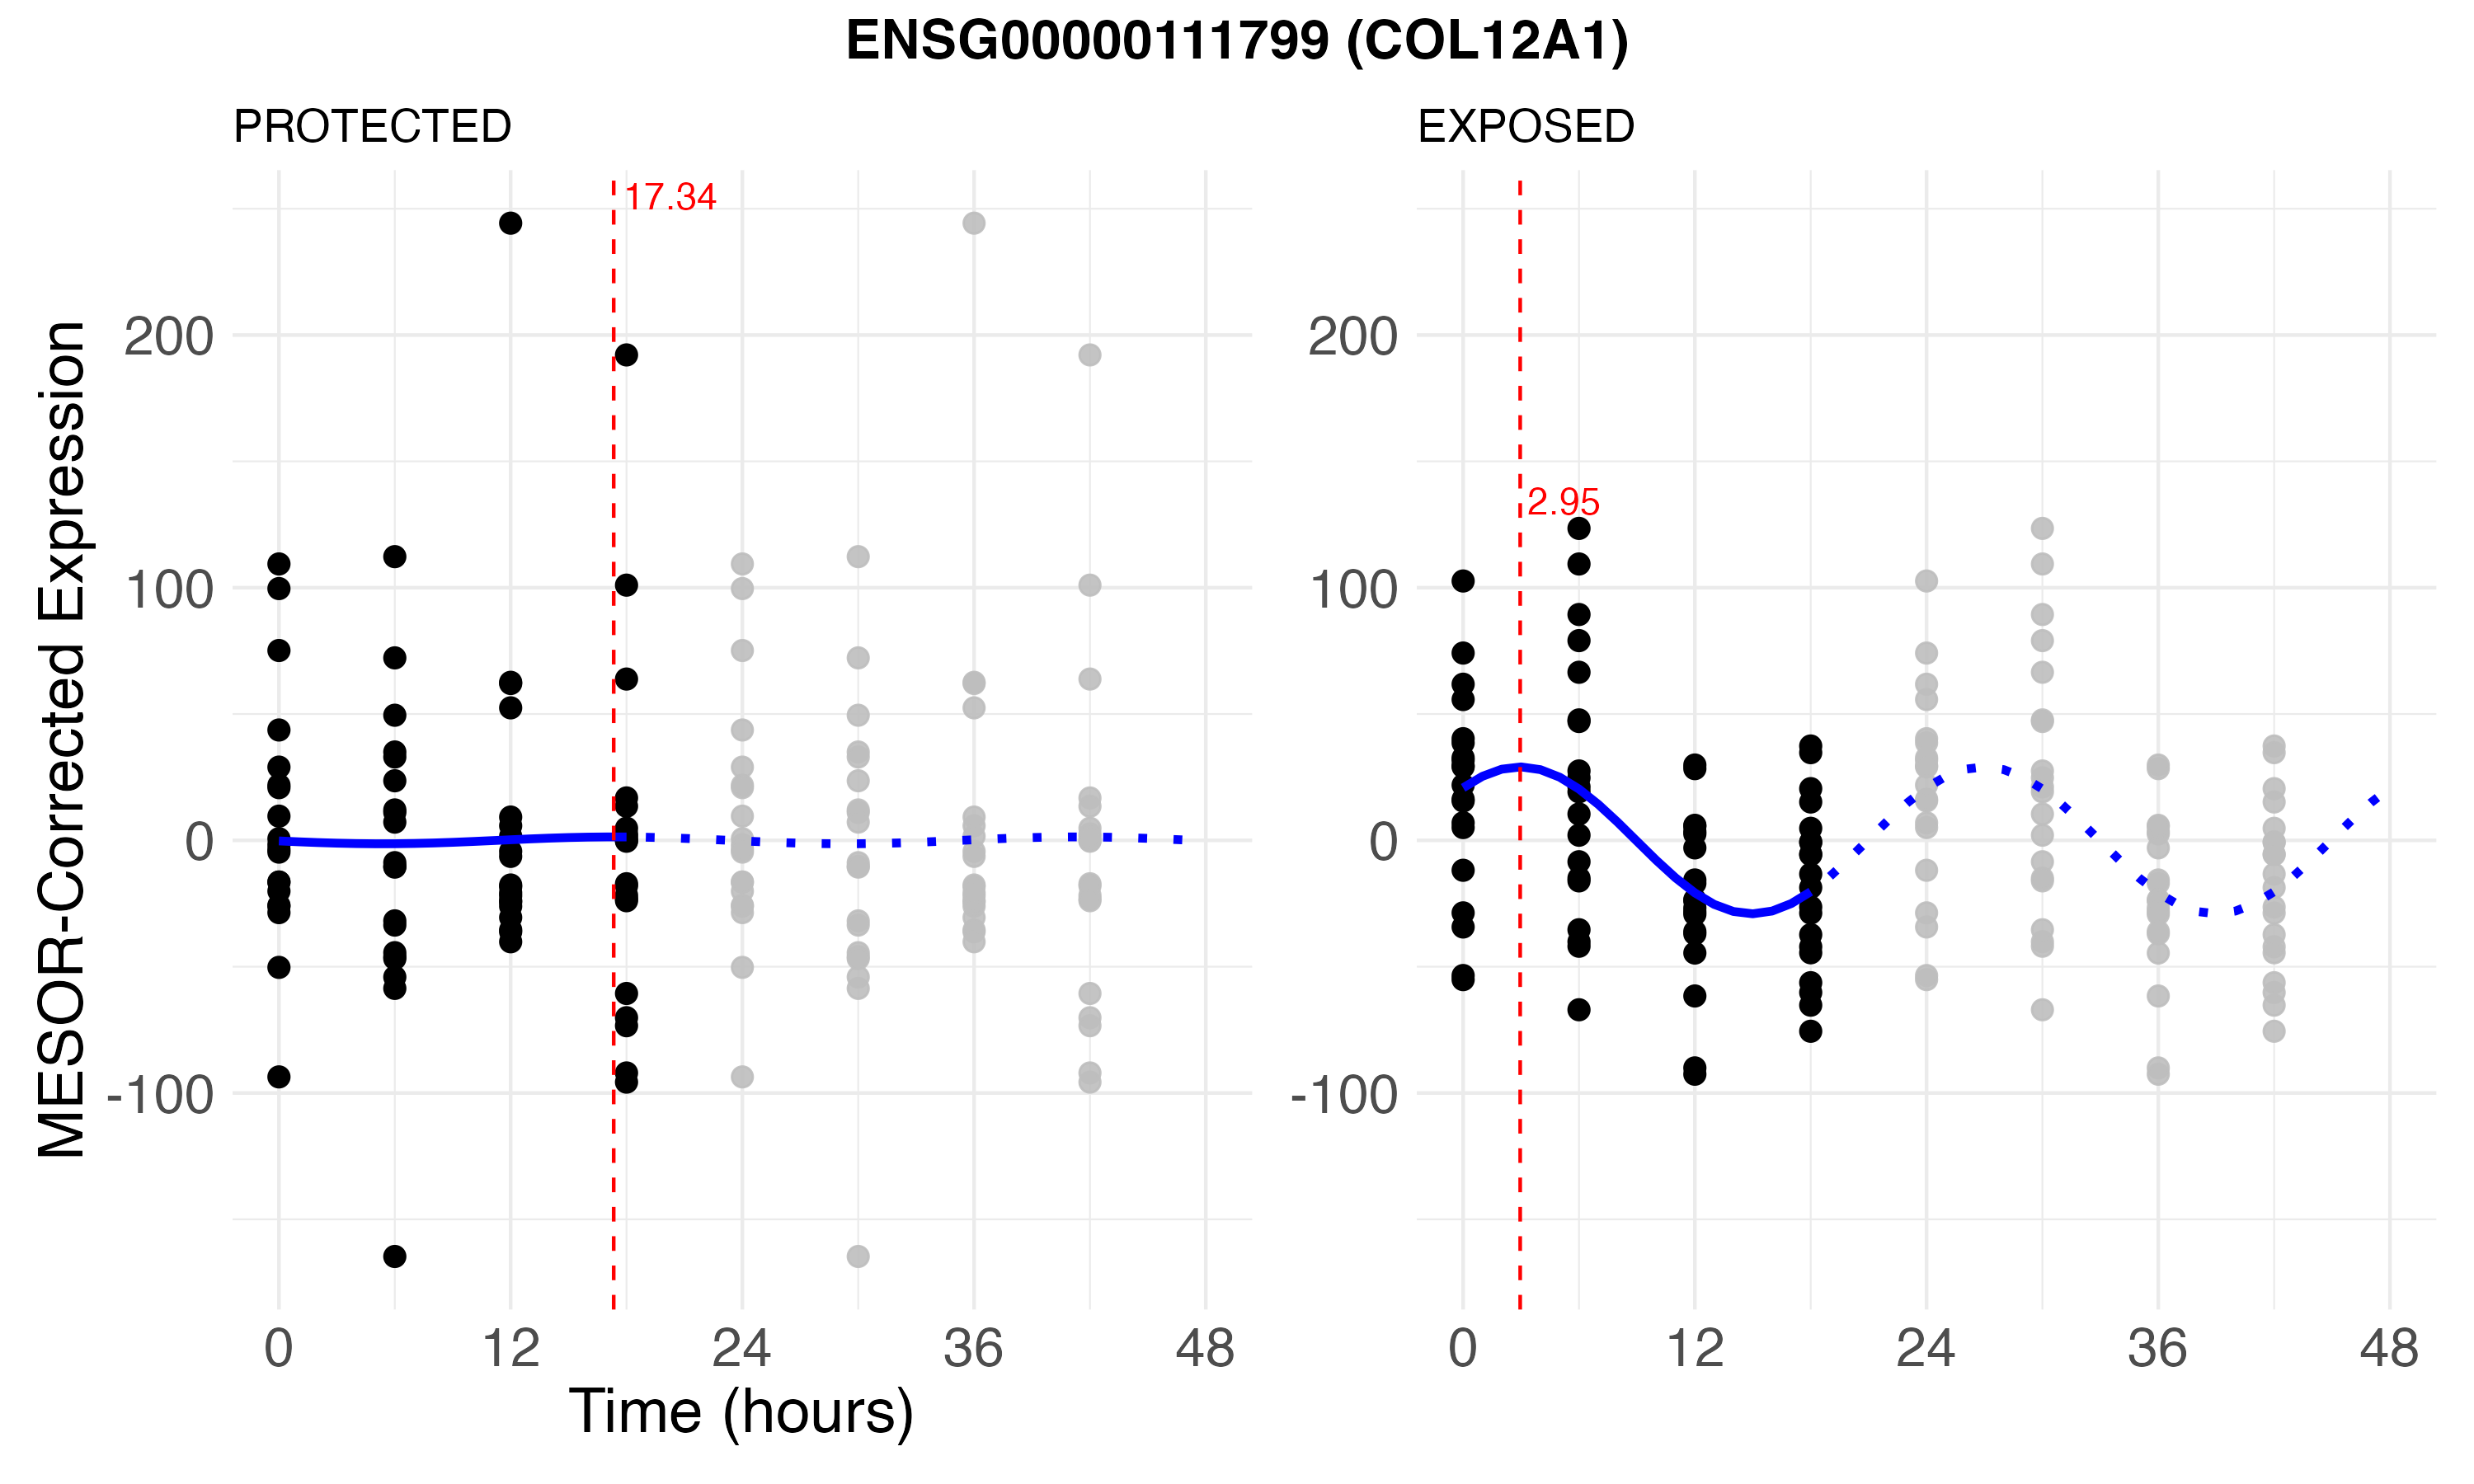 ENSG00000111799 (COL12A1)
PROTECTED
EXPOSED
MESOR-Corrected Expression
200
100
0
-100
17.34
0 12 24 36 48
Time (hours)
200
100
0
-100
2.95
0 12 24 36 48